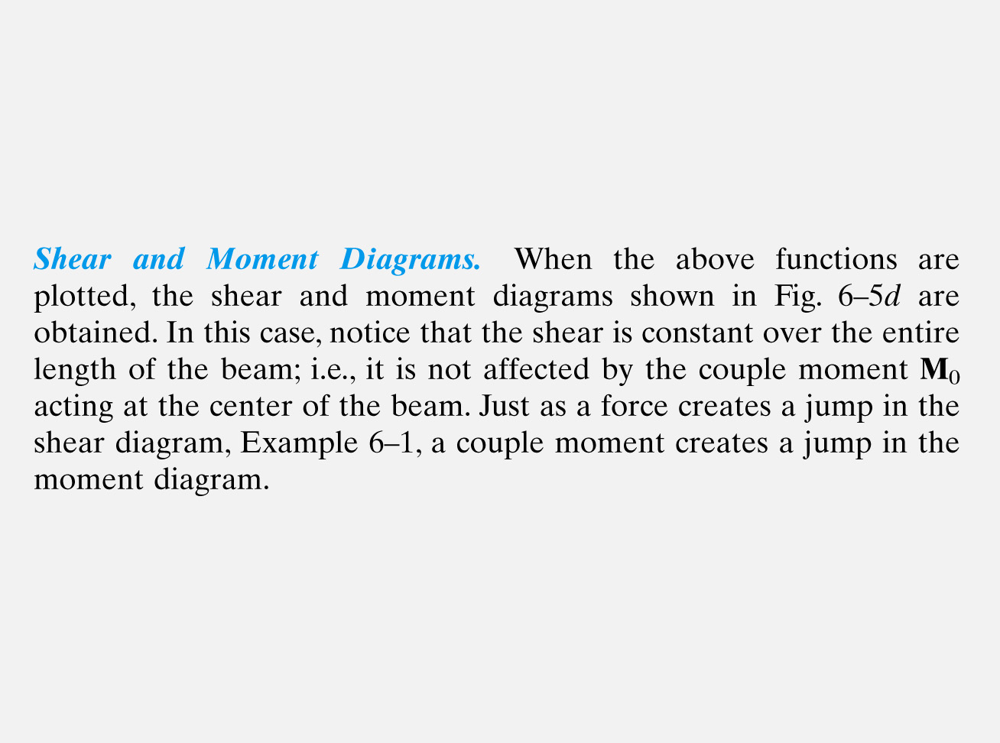 Shear and Moment Diagrams. When the above functions are
plotted, the shear and moment diagrams shown in Fig. 6–5d are
obtained. In this case, notice that the shear is constant over the entire
length of the beam; i.e., it is not affected by the couple moment M0
acting at the center of the beam. Just as a force creates a jump in the
shear diagram, Example 6–1, a couple moment creates a jump in the
moment diagram.